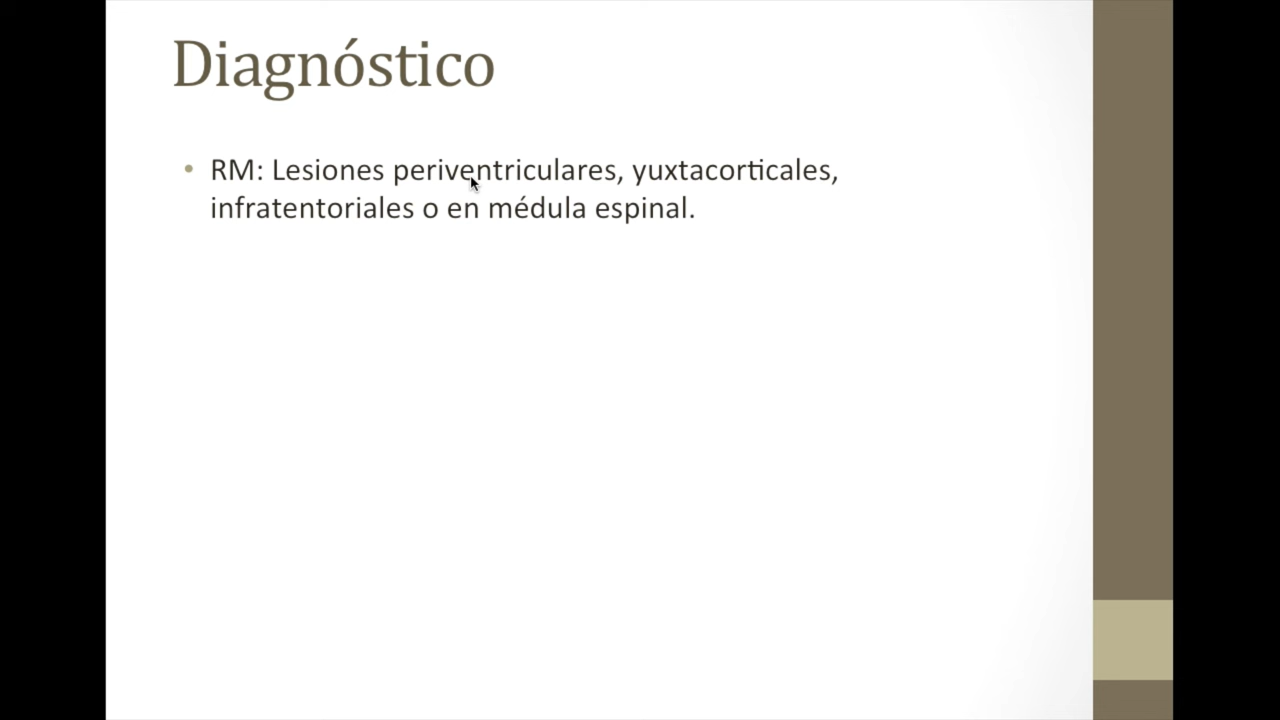 Diagnóstico
• RM: Lesiones periventriculares, yuxtacorticales,
infratentoriales o en médula espinal.